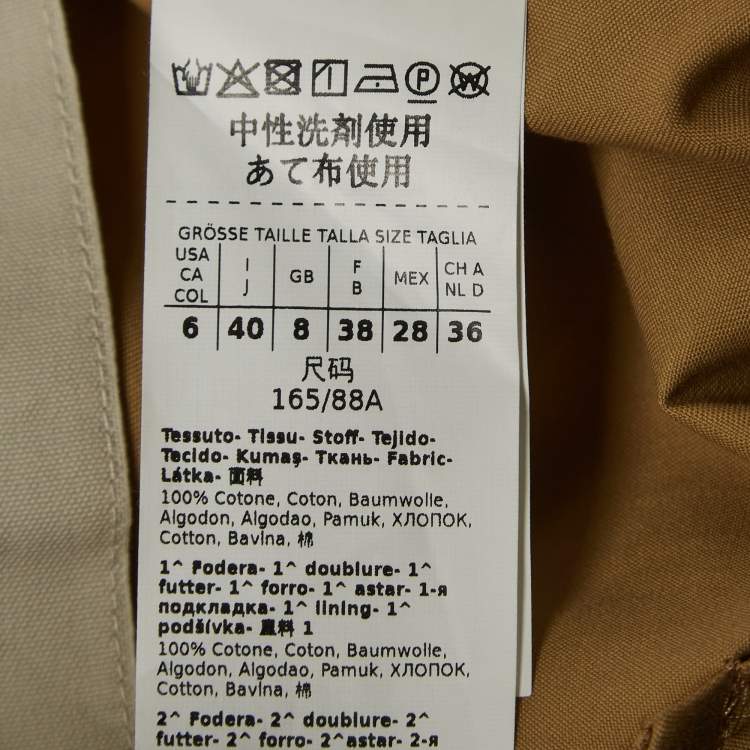 P W
中性洗剤使用
あて布使用
GRÖSSE TAILLE TALLA SIZE TAGLIA
USA CA COL I J GB F B MEX CH A NL D
6 40 8 38 28 36
尺码
165/88A
Tessuto- Tissu- Stoff- Tejido-
Tecido- Kumaş- Ткань- Fabric-
Látka- 面料
100% Cotone, Coton, Baumwolle,
Algodon, Algodao, Pamuk, ХЛОПОК,
Cotton, Bavlna, 棉
1^ Fodera- 1^ doublure- 1^
futter- 1^ forro- 1^ astar- 1-я
подкладка- 1^ lining- 1^
podšívka- 里料 1
100% Cotone, Coton, Baumwolle,
Algodon, Algodao, Pamuk, ХЛОПОК,
Cotton, Bavlna, 棉
2^ Fodera- 2^ doublure- 2^
futter- 2^ forro- 2^astar- 2-я